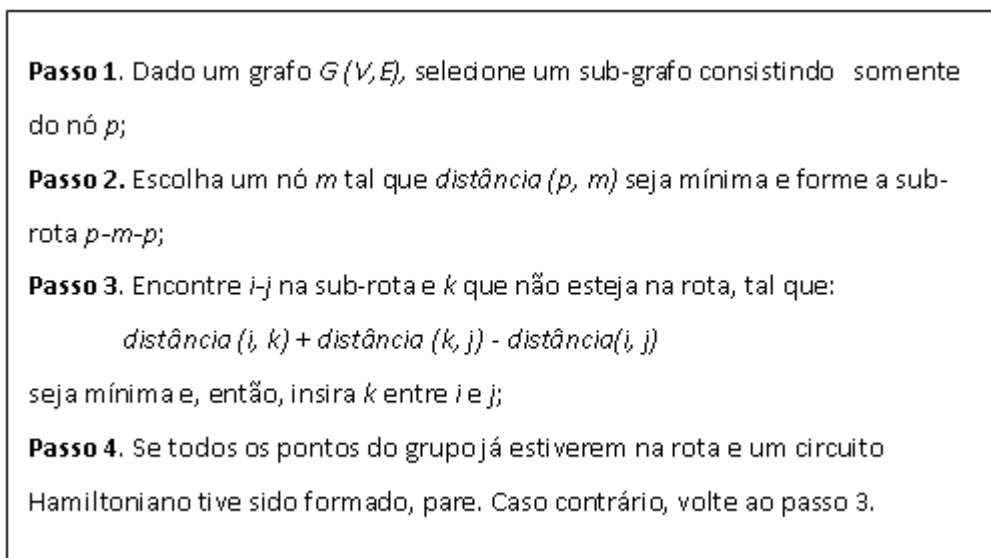 Passo 1. Dado um grafo G (V,E), selecione um sub-grafo consistindo somente
do nó p;
Passo 2. Escolha um nó m tal que distância (p, m) seja mínima e forme a sub-
rota p-m-p;
Passo 3. Encontre i-j na sub-rota e k que não esteja na rota, tal que:
distância (i, k) + distância (k, j) - distância(i, j)
seja mínima e, então, insira k entre i e j;
Passo 4. Se todos os pontos do grupo já estiverem na rota e um circuito
Hamiltoniano tive sido formado, pare. Caso contrário, volte ao passo 3.